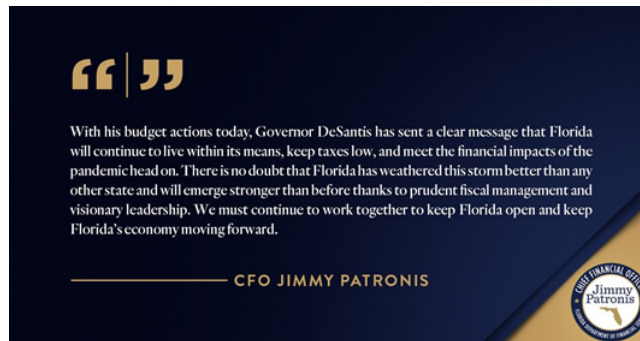 With his budget actions today, Governor DeSantis has sent a clear message that Florida
will continue to live within its means, keep taxes low, and meet the financial impacts of the
pandemic head on. There is no doubt that Florida has weathered this storm better than any
other state and will emerge stronger than before thanks to prudent fiscal management and
visionary leadership. We must continue to work together to keep Florida open and keep
Florida's economy moving forward.
CFO JIMMY PATRONIS
CHIEF FINANCIAL
Jimmy
Patronis
FLORIDA DEPARTMENT OF FINANCIAL